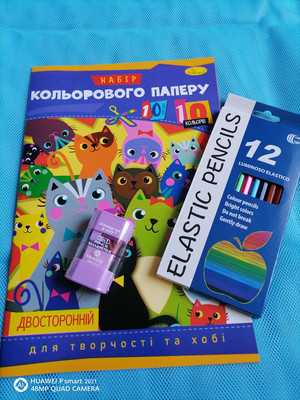 НАБІР
КОЛЬОРОВОГО ПАПЕРУ
10
10
КОЛЬОРІВ
ДВОСТОРОННІЙ
для творчості та хобі
ELASTIC PENCILS
12
LUMINOSO ELASTICO
Colour pencils
Bright colors
Do not break
Gently draw
HUAWEI P smart 2021
48MP QUAD CAMERA